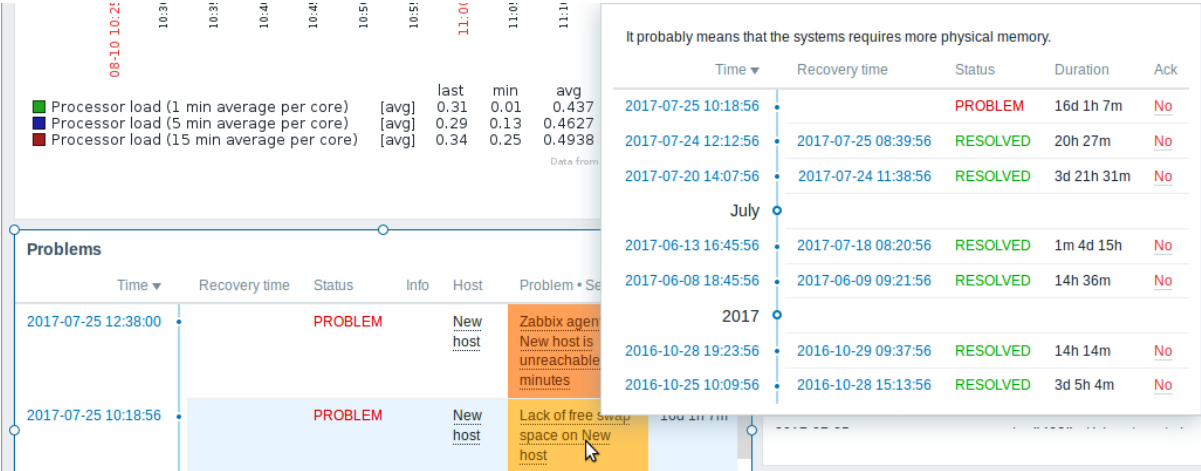 08-10 10:25
11:00
last min avg
Processor load (1 min average per core) [avg] 0.31 0.01 0.437
Processor load (5 min average per core) [avg] 0.29 0.13 0.4627
Processor load (15 min average per core) [avg] 0.34 0.25 0.4938
Data from
Problems
Time ▼ Recovery time Status Info Host Problem • Se
2017-07-25 12:38:00 PROBLEM New host Zabbix agen
New host is
unreachable
minutes
2017-07-25 10:18:56 PROBLEM New host Lack of free swap
space on New
host
16d 1h 7m
It probably means that the systems requires more physical memory.
Time ▼ Recovery time Status Duration Ack
2017-07-25 10:18:56 PROBLEM 16d 1h 7m No
2017-07-24 12:12:56 2017-07-25 08:39:56 RESOLVED 20h 27m No
2017-07-20 14:07:56 2017-07-24 11:38:56 RESOLVED 3d 21h 31m No
July
2017-06-13 16:45:56 2017-07-18 08:20:56 RESOLVED 1m 4d 15h No
2017-06-08 18:45:56 2017-06-09 09:21:56 RESOLVED 14h 36m No
2017
2016-10-28 19:23:56 2016-10-29 09:37:56 RESOLVED 14h 14m No
2016-10-25 10:09:56 2016-10-28 15:13:56 RESOLVED 3d 5h 4m No